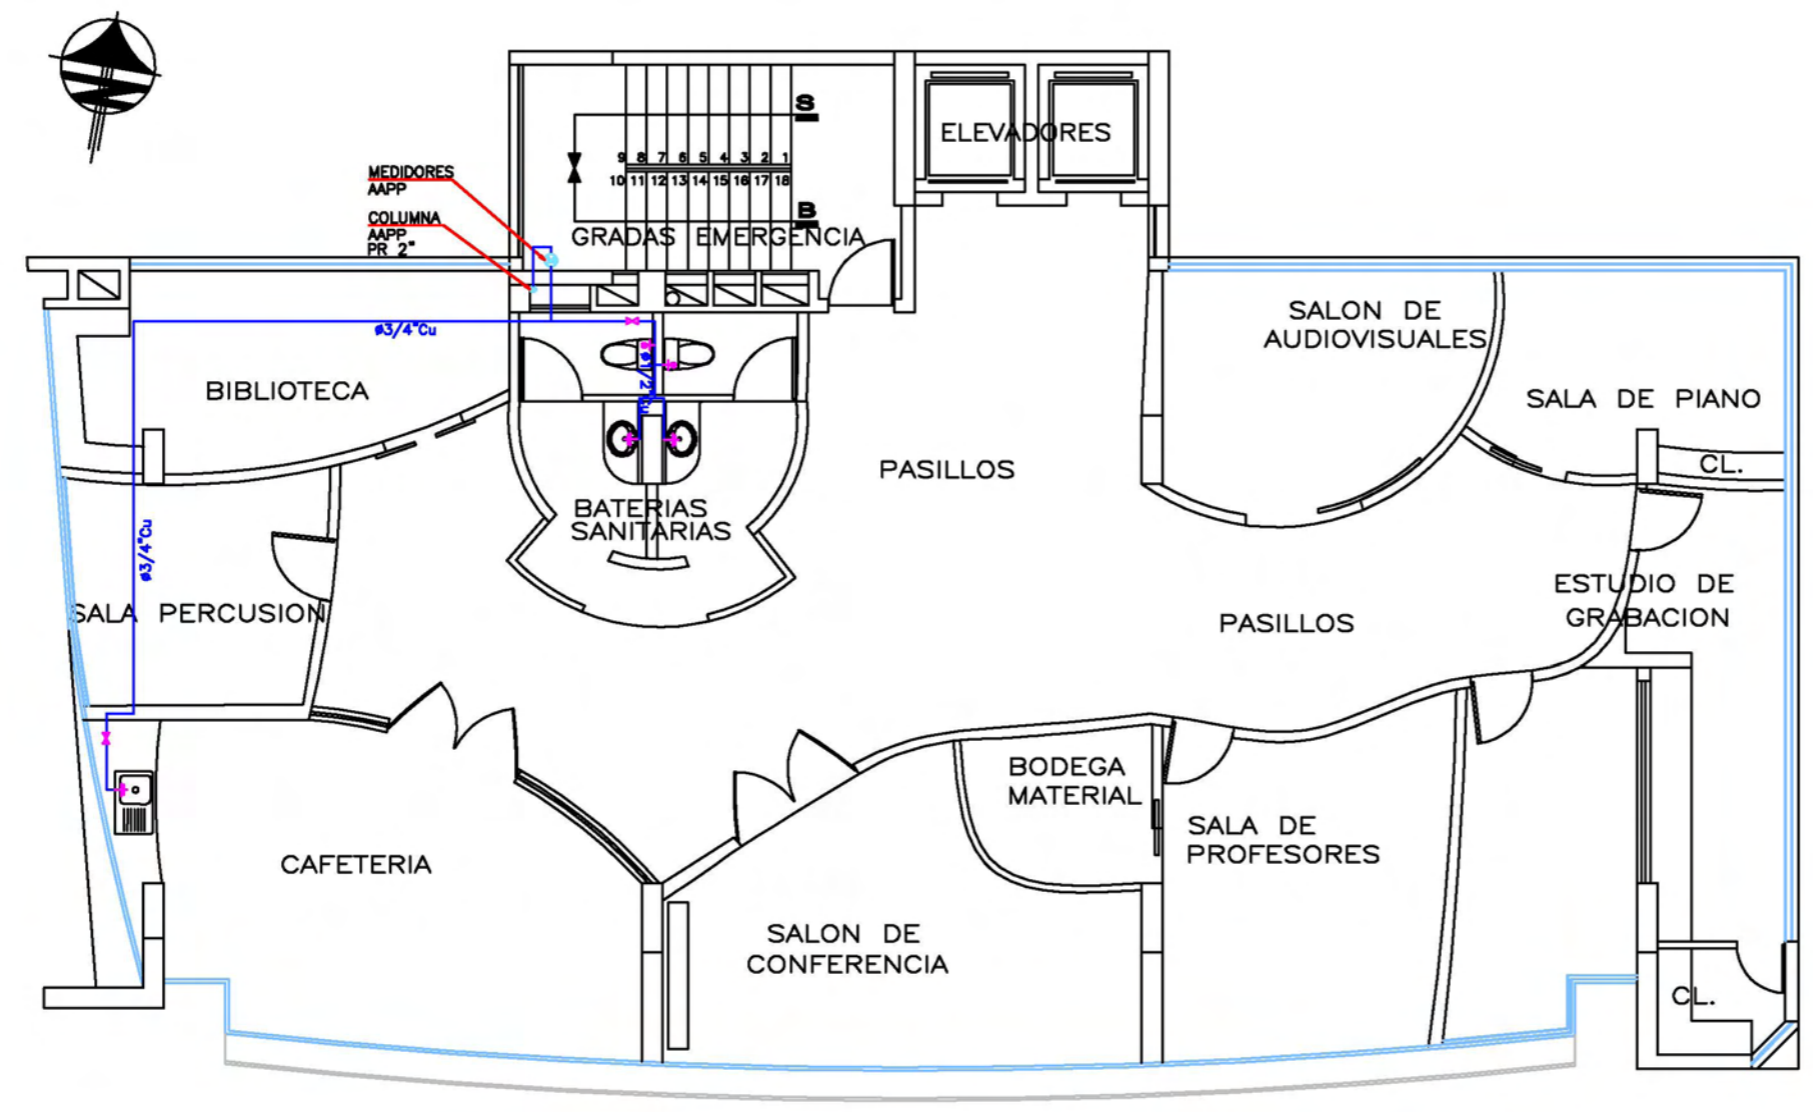 S
ELEVADORES
9 8 7 6 5 4 3 2 1
10 11 12 13 14 15 16 17 18
MEDIDORES
AAPP
B
COLUMNA
AAPP
PR 2"
GRADAS EMERGENCIA
ø3/4"Cu
SALON DE
AUDIOVISUALES
ø1/2"Cu
BIBLIOTECA
SALA DE PIANO
PASILLOS
CL.
BATERIAS
SANITARIAS
ø3/4"Cu
SALA PERCUSION
PASILLOS
ESTUDIO DE
GRABACION
BODEGA
MATERIAL
SALA DE
PROFESORES
CAFETERIA
SALON DE
CONFERENCIA
CL.